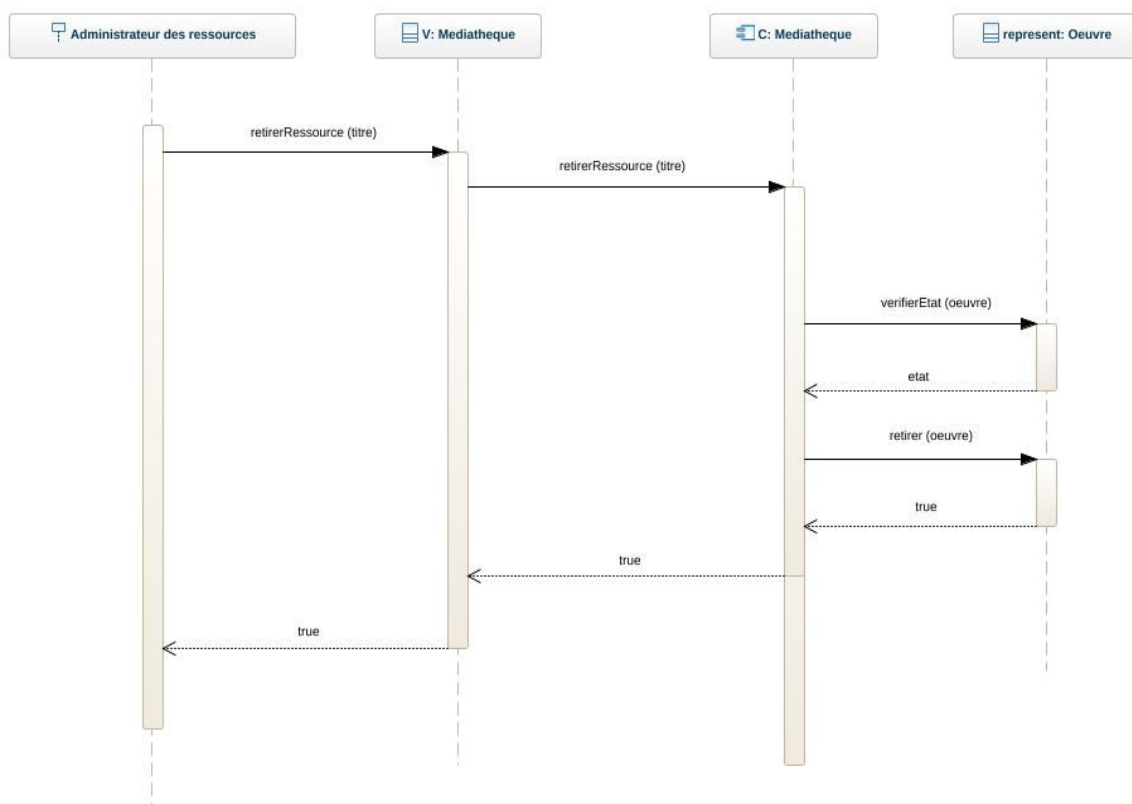 Administrateur des ressources
V: Mediatheque
C: Mediatheque
represent: Oeuvre
retirerRessource (titre)
retirerRessource (titre)
verifierEtat (oeuvre)
etat
retirer (oeuvre)
true
true
true